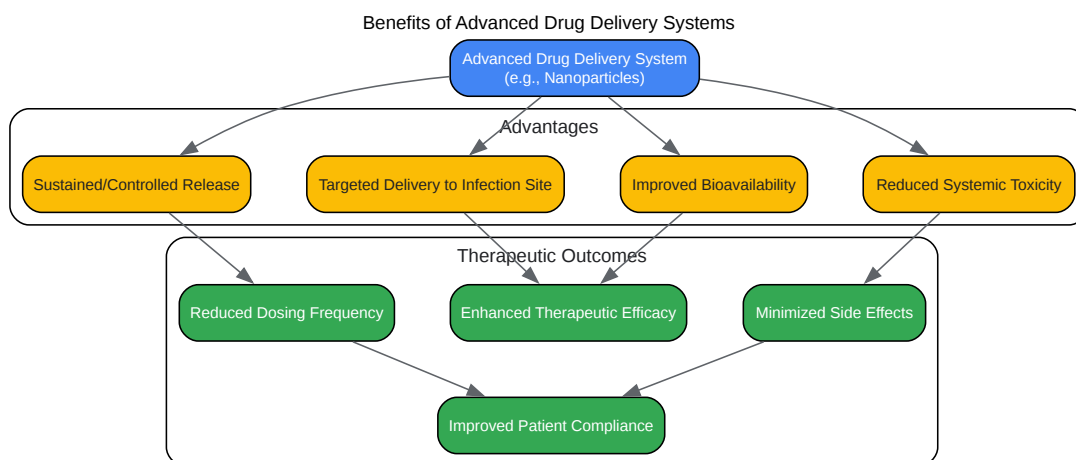 Benefits of Advanced Drug Delivery Systems
Advanced Drug Delivery System
(e.g., Nanoparticles)
Advantages
Sustained/Controlled Release
Targeted Delivery to Infection Site
Improved Bioavailability
Reduced Systemic Toxicity
Therapeutic Outcomes
Reduced Dosing Frequency
Enhanced Therapeutic Efficacy
Minimized Side Effects
Improved Patient Compliance